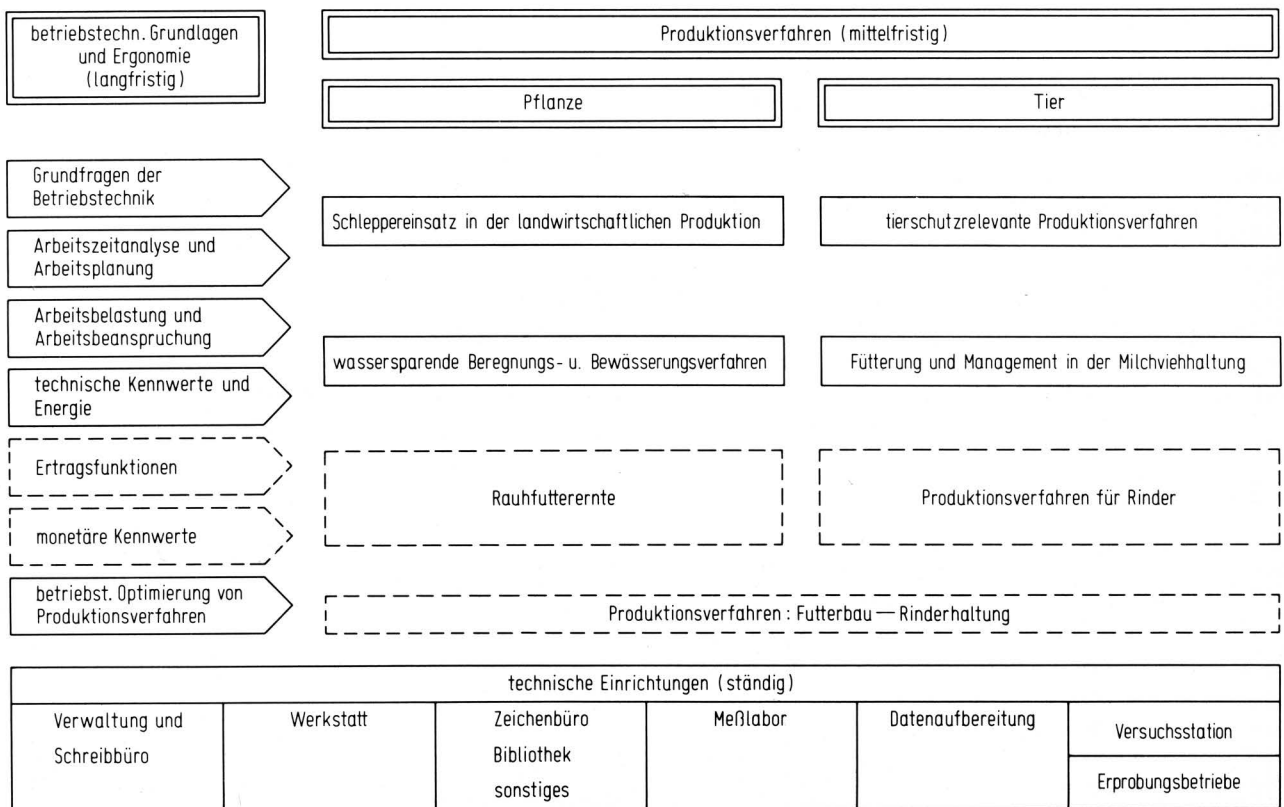 betriebstechn. Grundlagen
und Ergonomie
(langfristig)
Produktionsverfahren (mittelfristig)
Pflanze
Tier
Grundfragen der
Betriebstechnik
Arbeitszeitanalyse und
Arbeitsplanung
Arbeitsbelastung und
Arbeitsbeanspruchung
technische Kennwerte und
Energie
Ertragsfunktionen
monetäre Kennwerte
betriebst. Optimierung von
Produktionsverfahren
Schleppereinsatz in der landwirtschaftlichen Produktion
tierschutzrelevante Produktionsverfahren
wassersparende Beregnungs- u. Bewässerungsverfahren
Fütterung und Management in der Milchviehhaltung
Rauhfutterernte
Produktionsverfahren für Rinder
Produktionsverfahren : Futterbau — Rinderhaltung
technische Einrichtungen (ständig)
Verwaltung und
Schreibbüro
Werkstatt
Zeichenbüro
Bibliothek
sonstiges
Meßlabor
Datenaufbereitung
Versuchsstation
Erprobungsbetriebe